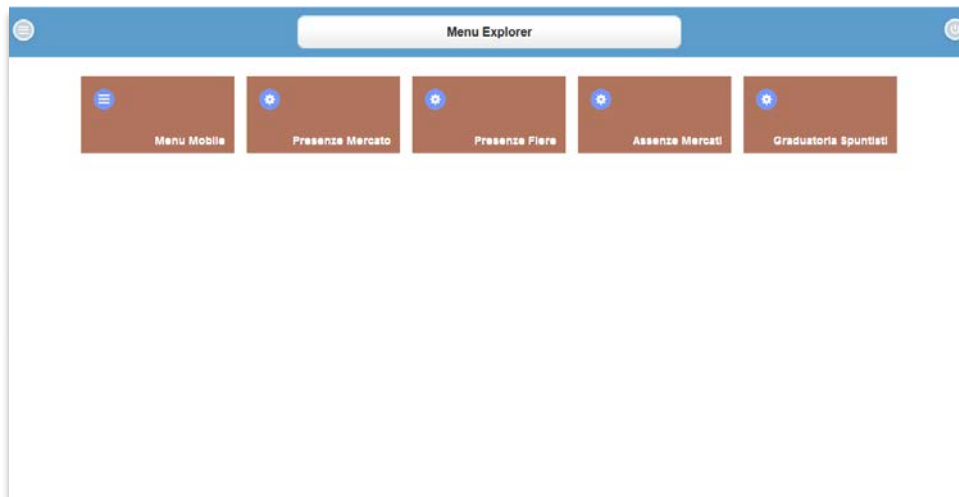 Menu Explorer
Menu Mobile
Presenze Mercato
Presenze Fiere
Assenze Mercati
Graduatoria Spuntisti